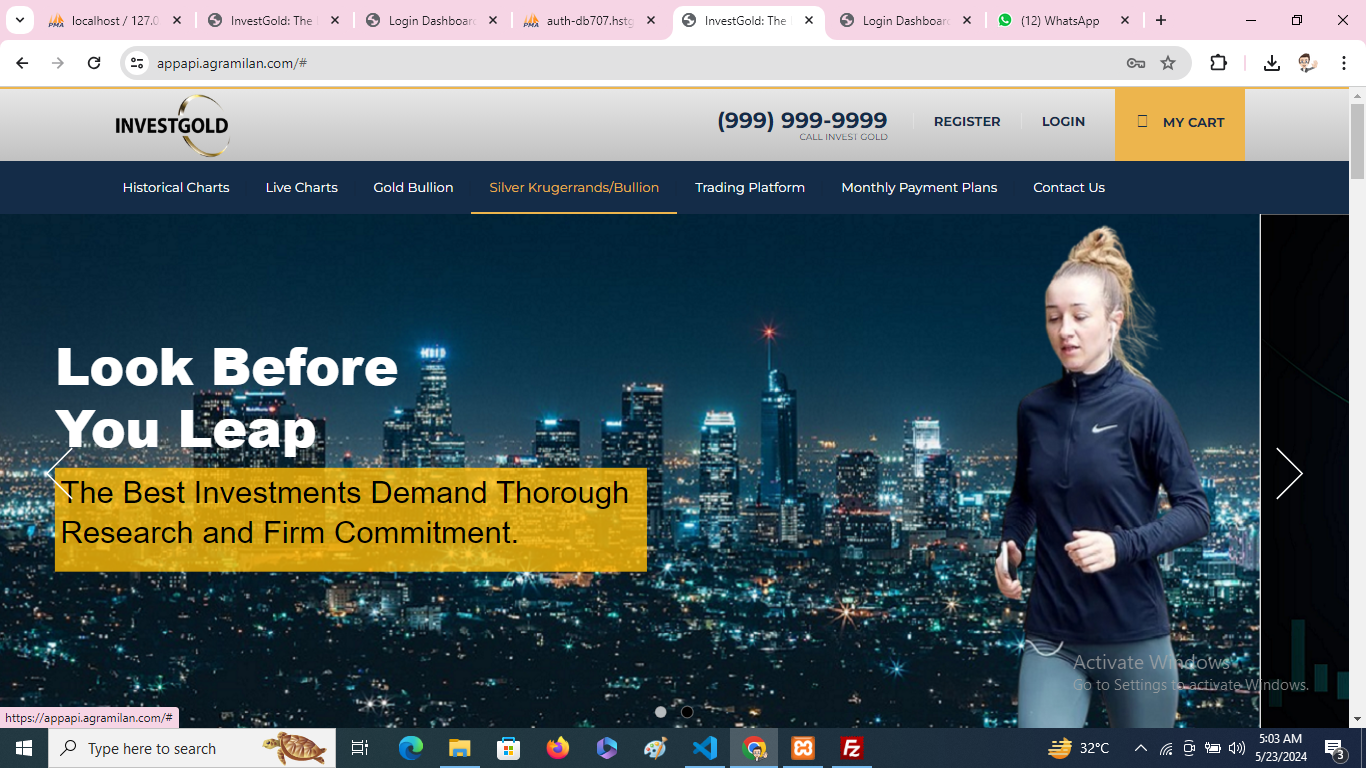 localhost / 127.0
InvestGold: The
Login Dashboard
auth-db707.hstg
InvestGold: The
Login Dashboard
(12) WhatsApp
appapi.agramilan.com/#
INVESTGOLD
(999) 999-9999
CALL INVEST GOLD
REGISTER
LOGIN
MY CART
Historical Charts
Live Charts
Gold Bullion
Silver Krugerrands/Bullion
Trading Platform
Monthly Payment Plans
Contact Us
Look Before
You Leap
The Best Investments Demand Thorough
Research and Firm Commitment.
Activate Windows
Go to Settings to activate Windows.
https://appapi.agramilan.com/#
Type here to search
32°C
5:03 AM
5/23/2024
3